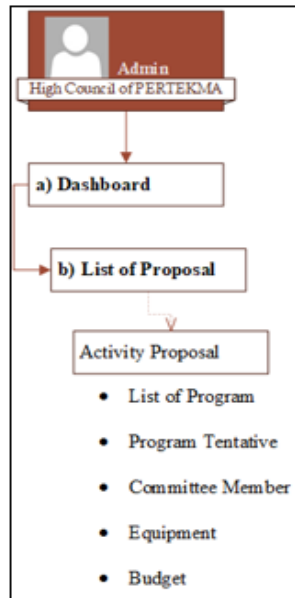 Admin
High Council of PERTEKMA
a) Dashboard
b) List of Proposal
Activity Proposal
• List of Program
• Program Tentative
• Committee Member
• Equipment
• Budget